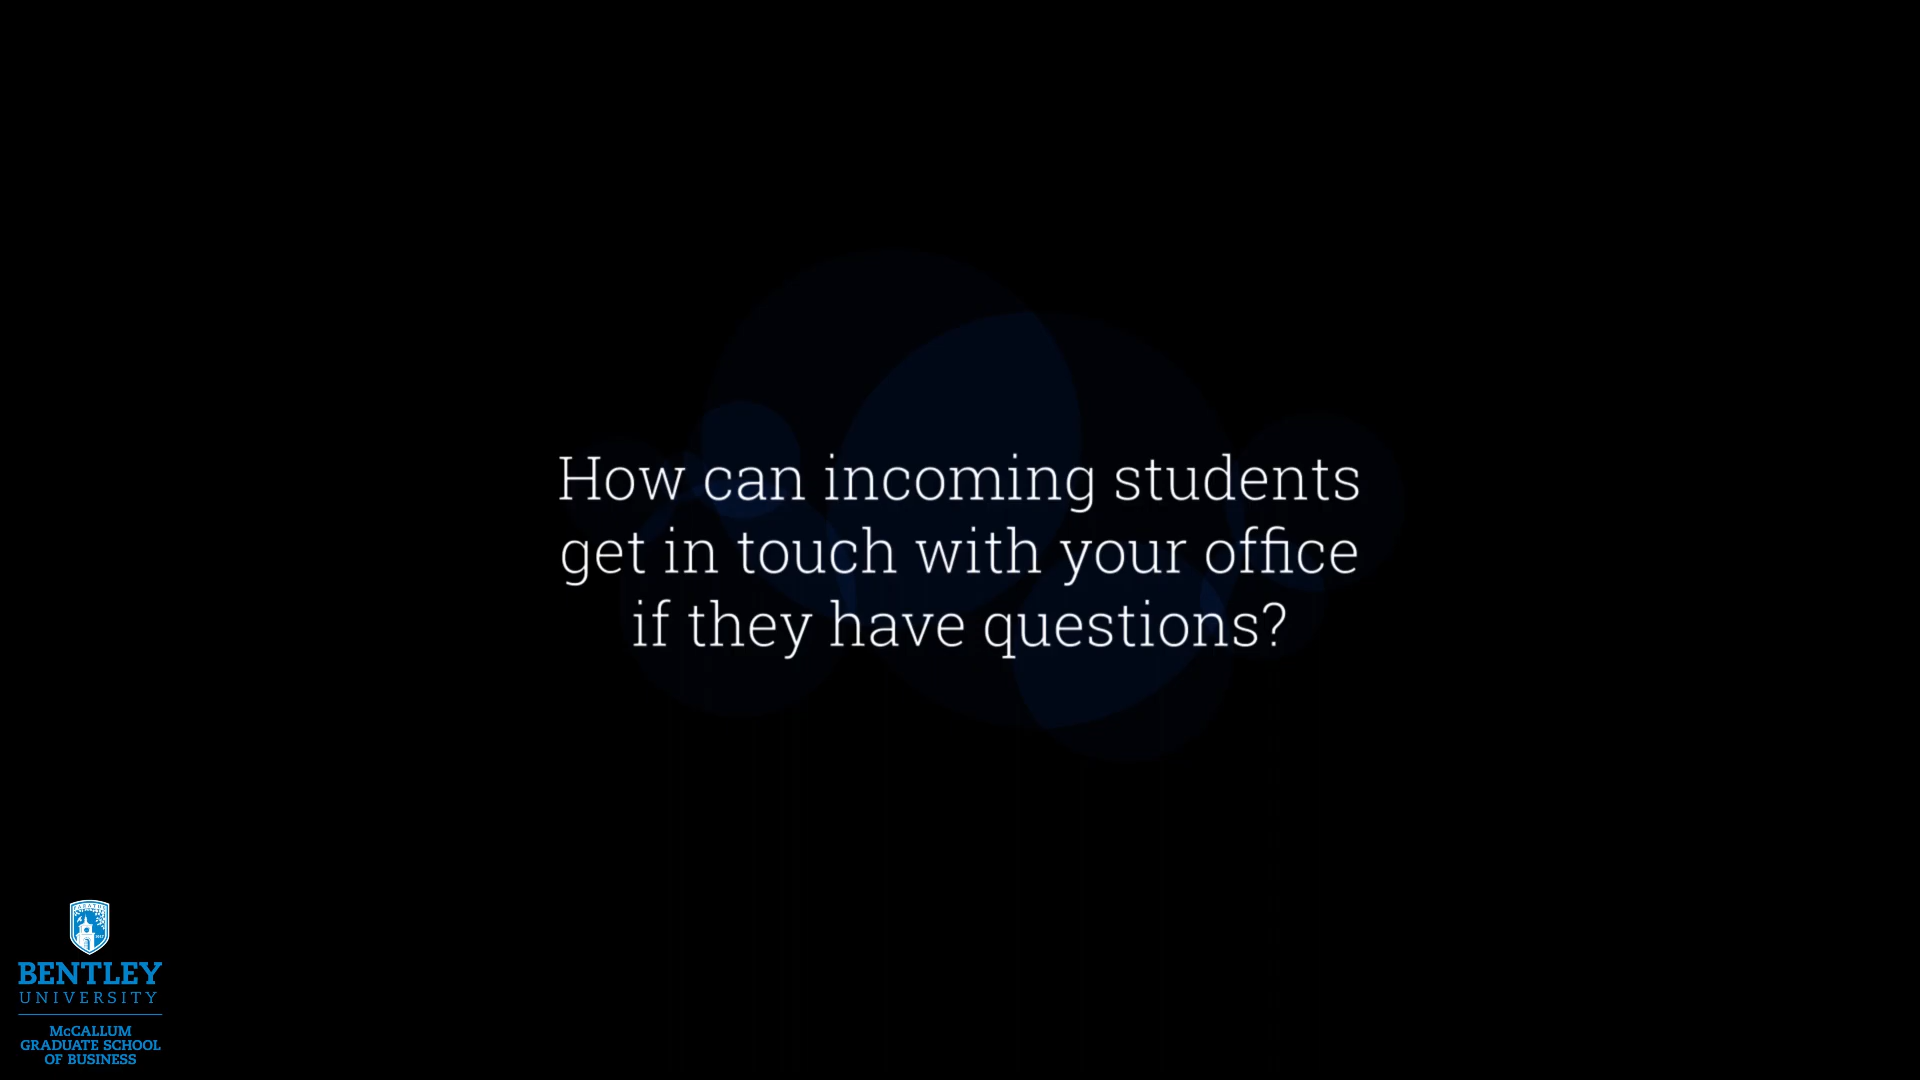 How can incoming students
get in touch with your office
if they have questions?
BENTLEY
UNIVERSITY
McCALLUM
GRADUATE SCHOOL
OF BUSINESS